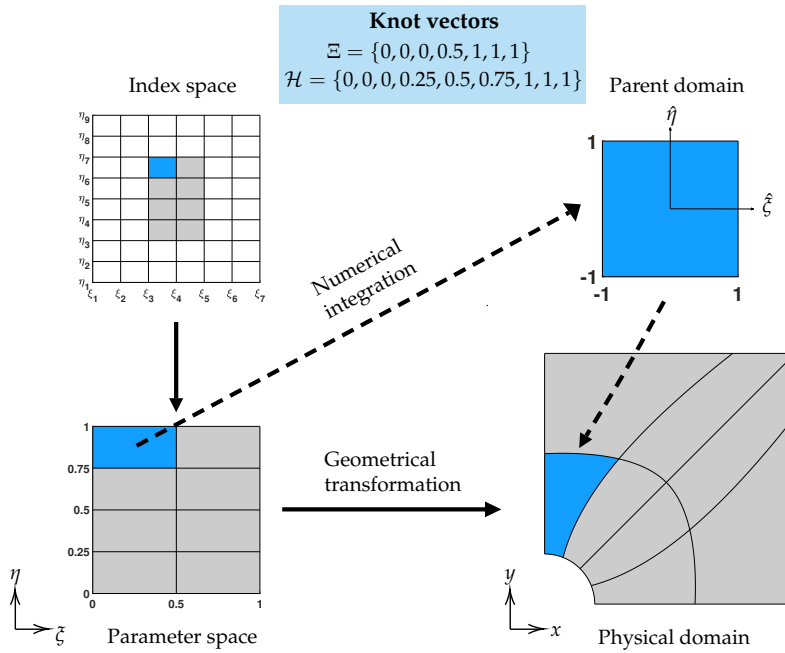 Knot vectors
Ξ = {0, 0, 0, 0.5, 1, 1, 1}
ℋ = {0, 0, 0, 0.25, 0.5, 0.75, 1, 1, 1}
Index space
η₉
η₈
η₇
η₆
η₅
η₄
η₃
η₂
η₁
ξ₁ ξ₂ ξ₃ ξ₄ ξ₅ ξ₆ ξ₇
Parent domain
η̂
1
ξ̂
-1
-1 1
Numerical
integration
1
0.75
0.5
0.25
0
0 0.5 1
η
ξ
Parameter space
Geometrical
transformation
y
x
Physical domain